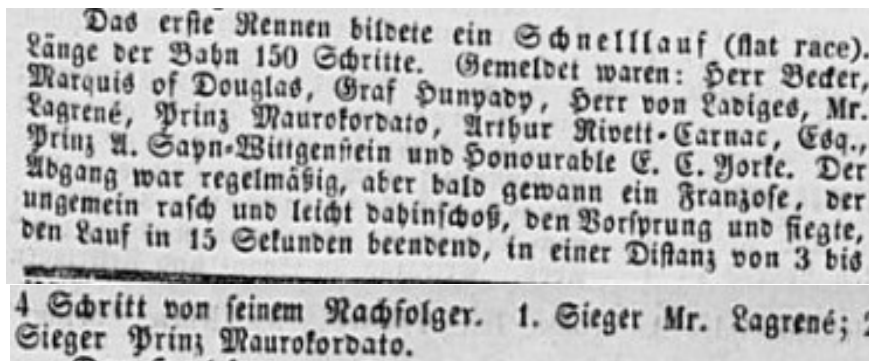 Das erste Rennen bildete ein Schnelllauf (flat race).
Länge der Bahn 150 Schritte. Gemeldet waren: Herr Becker,
Marquis of Douglas, Graf Hunyady, Herr von Ladiges, Mr.
Lagrené, Prinz Maurokordato, Arthur Rivett-Carnac, Esq.,
Prinz A. Sayn-Wittgenstein und Honourable E. C. Yorke. Der
Abgang war regelmäßig, aber bald gewann ein Franzose, der
ungemein rasch und leicht dahinschoß, den Vorsprung und siegte,
den Lauf in 15 Sekunden beendend, in einer Distanz von 3 bis
4 Schritt von seinem Nachfolger. 1. Sieger Mr. Lagrené; 2
Sieger Prinz Maurokordato.